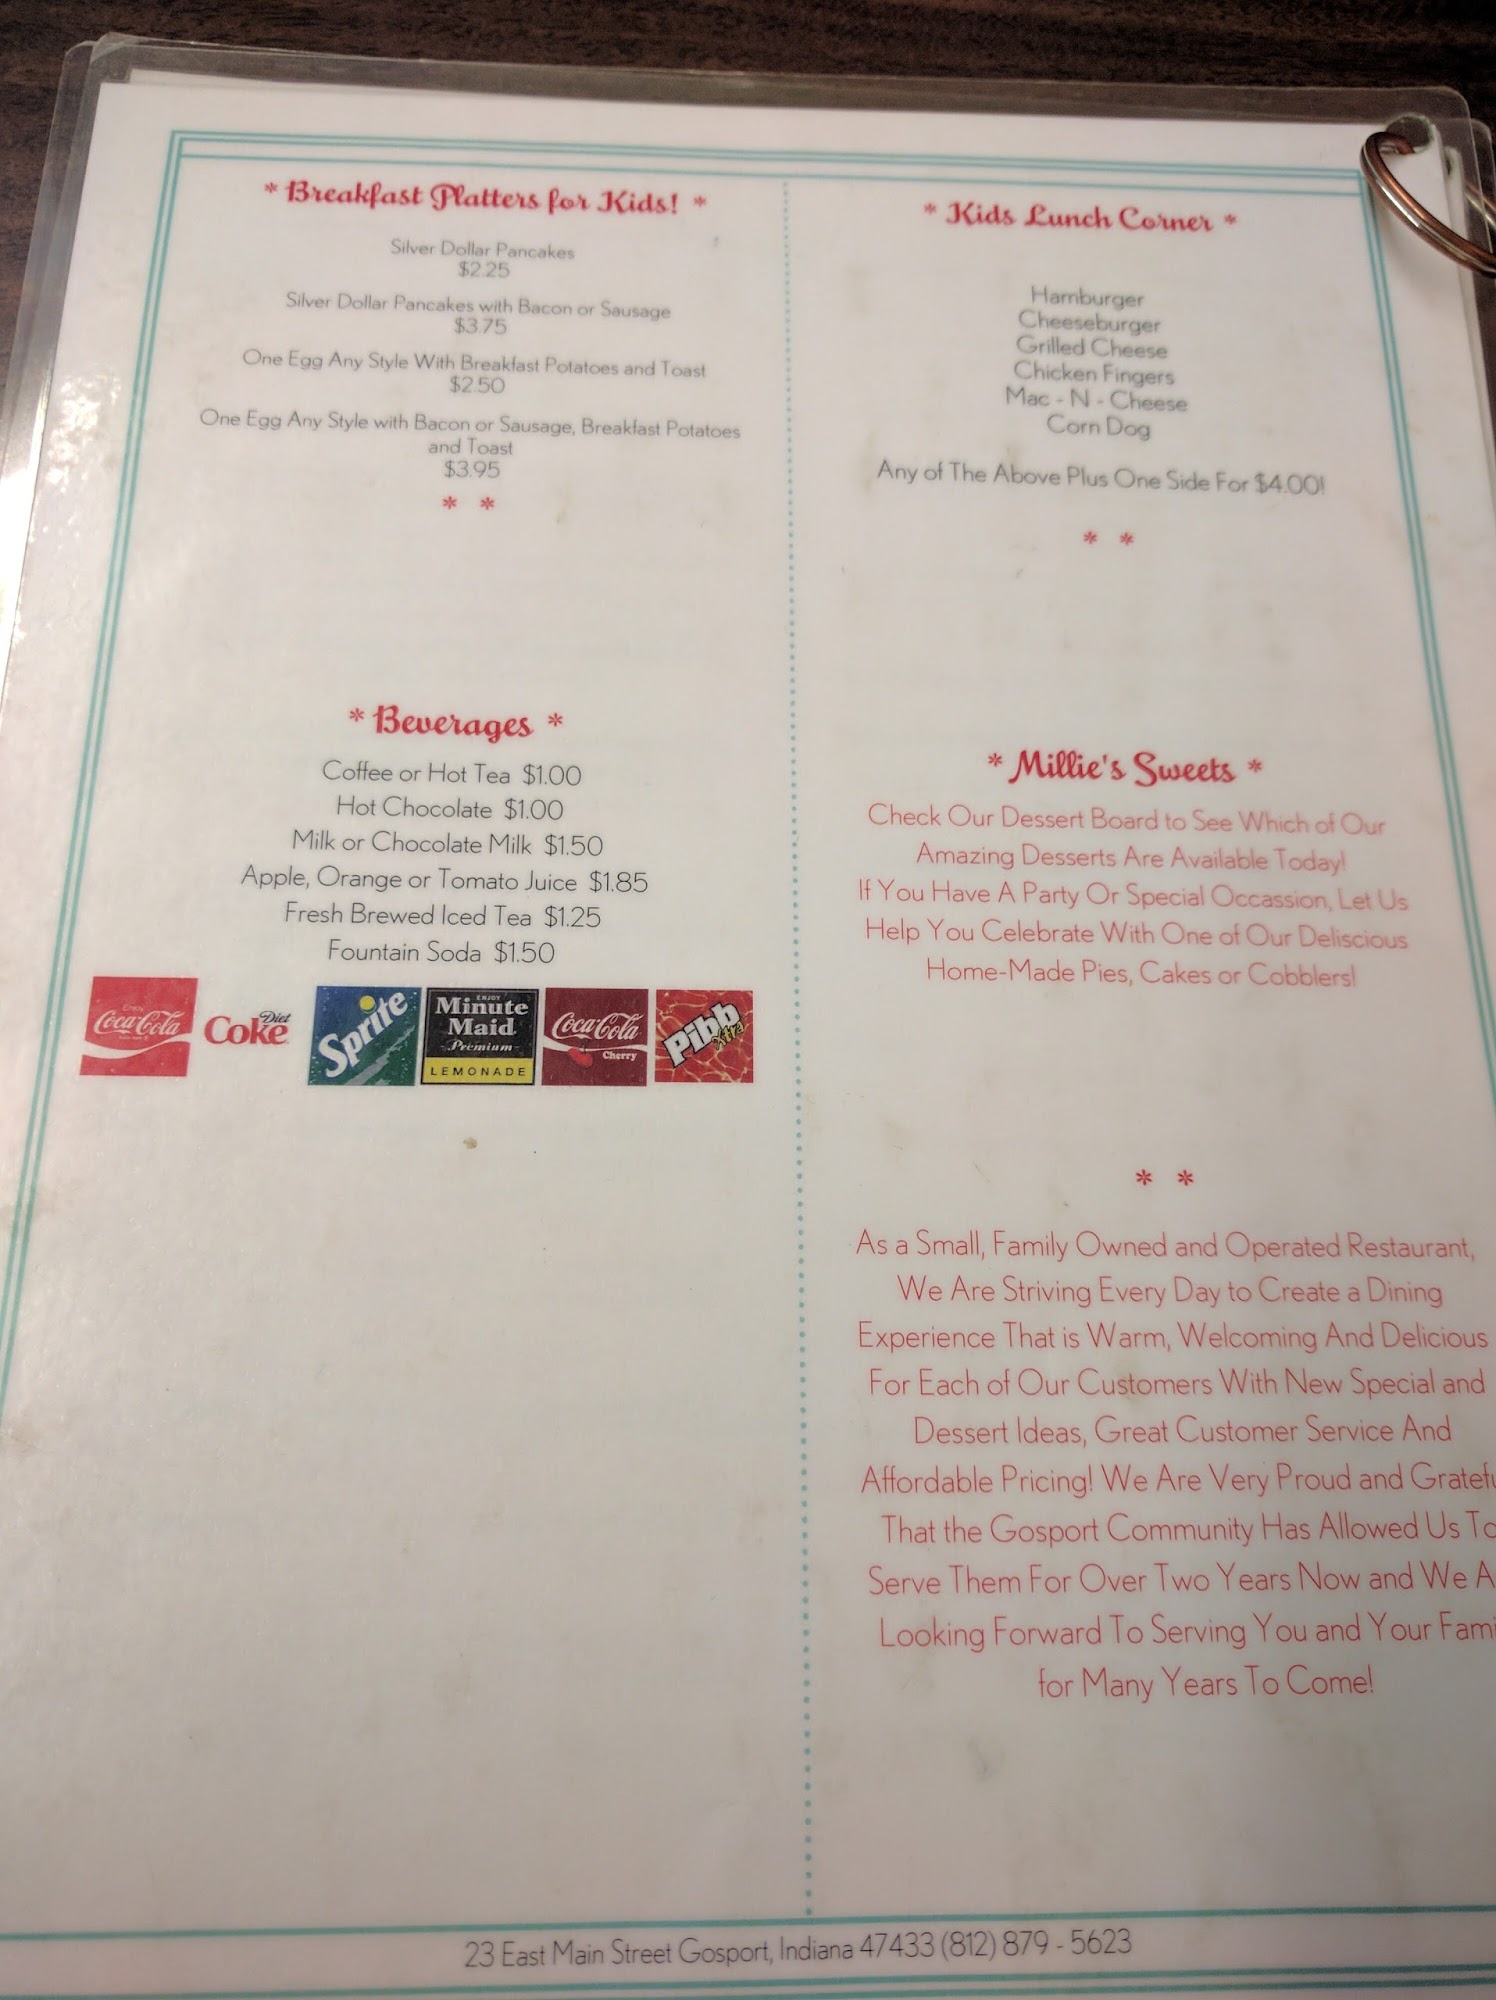 * Breakfast Platters for Kids! *
Silver Dollar Pancakes
$2.25
Silver Dollar Pancakes with Bacon or Sausage
$3.75
One Egg Any Style With Breakfast Potatoes and Toast
$2.50
One Egg Any Style with Bacon or Sausage, Breakfast Potatoes
and Toast
$3.95
* *
* Kids Lunch Corner *
Hamburger
Cheeseburger
Grilled Cheese
Chicken Fingers
Mac - N - Cheese
Corn Dog
Any of The Above Plus One Side For $4.00!
* *
* Beverages *
Coffee or Hot Tea $1.00
Hot Chocolate $1.00
Milk or Chocolate Milk $1.50
Apple, Orange or Tomato Juice $1.85
Fresh Brewed Iced Tea $1.25
Fountain Soda $1.50
Enjoy
Coca-Cola
Diet
Coke
Sprite
ENJOY
Minute
Maid
Premium
LEMONADE
Coca-Cola
Cherry
Pibb
Xtra
* Millie's Sweets *
Check Our Dessert Board to See Which of Our
Amazing Desserts Are Available Today!
If You Have A Party Or Special Occassion, Let Us
Help You Celebrate With One of Our Deliscious
Home-Made Pies, Cakes or Cobblers!
* *
As a Small, Family Owned and Operated Restaurant,
We Are Striving Every Day to Create a Dining
Experience That is Warm, Welcoming And Delicious
For Each of Our Customers With New Special and
Dessert Ideas, Great Customer Service And
Affordable Pricing! We Are Very Proud and Gratefu
That the Gosport Community Has Allowed Us To
Serve Them For Over Two Years Now and We A
Looking Forward To Serving You and Your Fami
for Many Years To Come!
23 East Main Street Gosport, Indiana 47433 (812) 879 - 5623